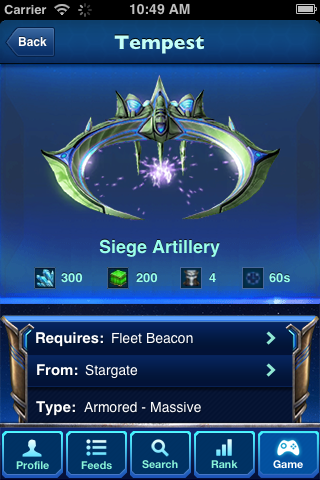 Carrier 10:49 AM
Back Tempest
Siege Artillery
300 200 4 60s
Requires: Fleet Beacon
From: Stargate
Type: Armored - Massive
Profile Feeds Search Rank Game